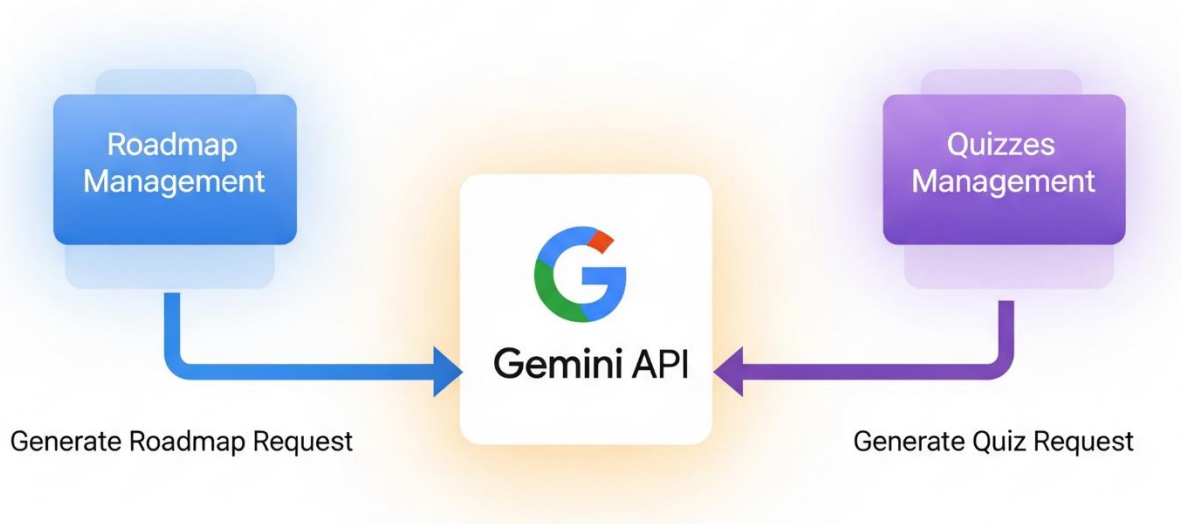 Roadmap
Management
Quizzes
Management
G
Gemini API
Generate Roadmap Request
Generate Quiz Request